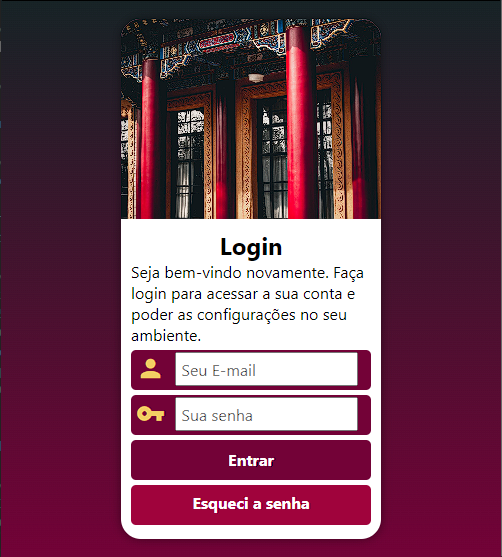 Login
Seja bem-vindo novamente. Faça
login para acessar a sua conta e
poder as configurações no seu
ambiente.
Seu E-mail
Sua senha
Entrar
Esqueci a senha